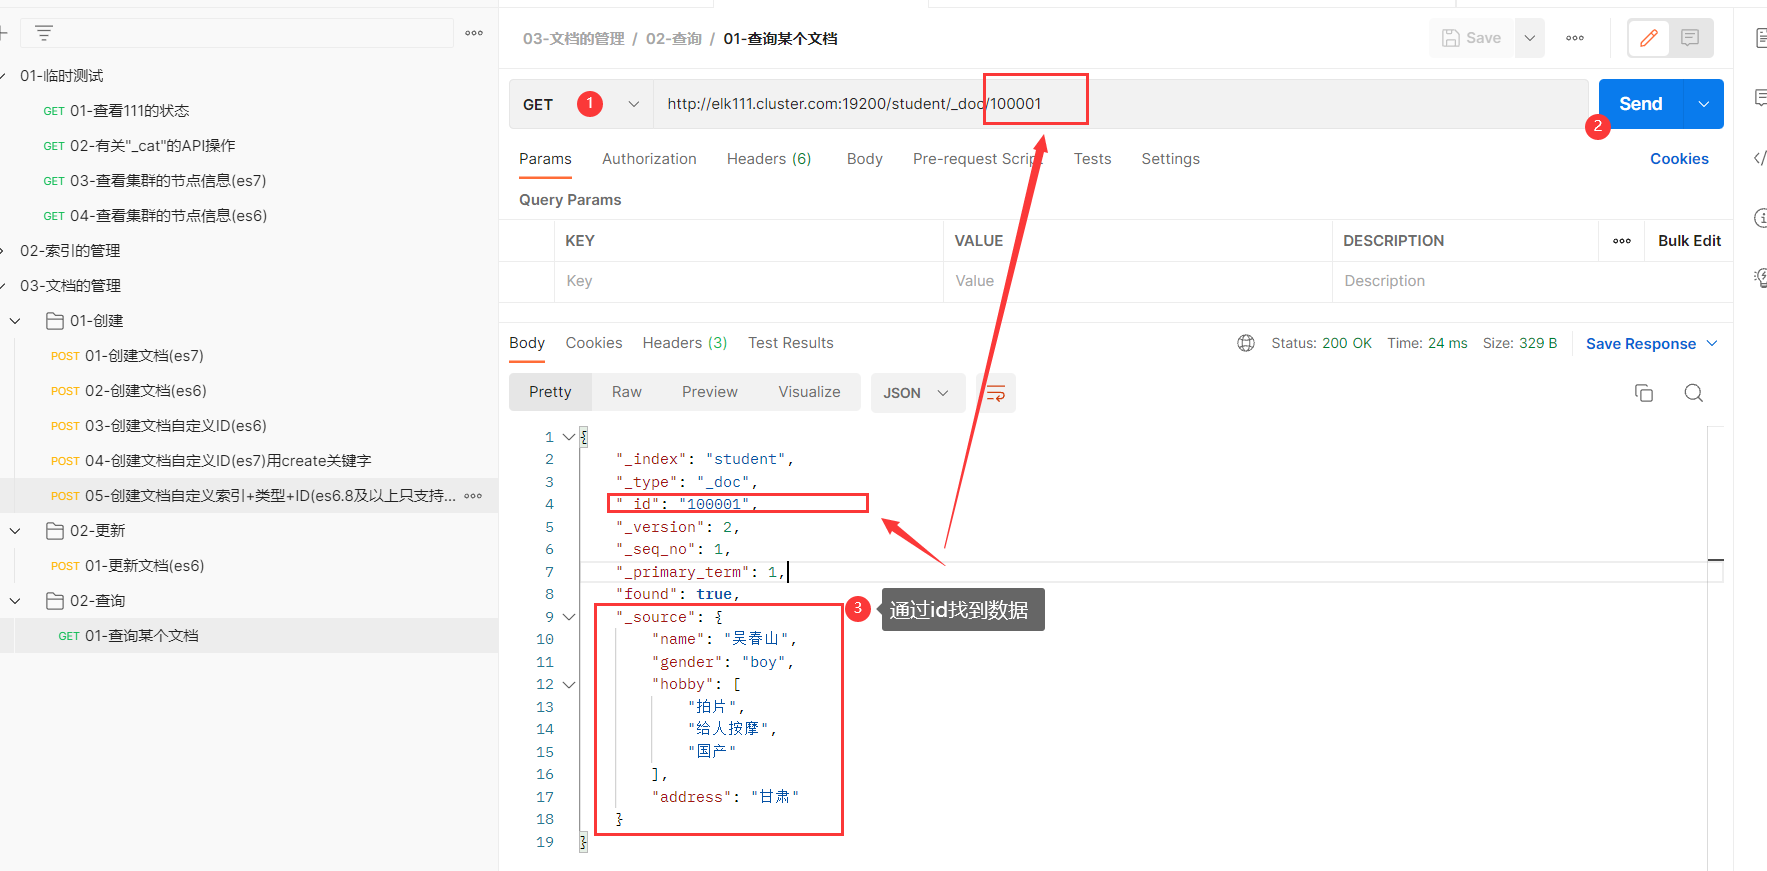 01-临时测试
GET 01-查看111的状态
GET 02-有关"_cat"的API操作
GET 03-查看集群的节点信息(es7)
GET 04-查看集群的节点信息(es6)
02-索引的管理
03-文档的管理
01-创建
POST 01-创建文档(es7)
POST 02-创建文档(es6)
POST 03-创建文档自定义ID(es6)
POST 04-创建文档自定义ID(es7)用create关键字
POST 05-创建文档自定义索引+类型+ID(es6.8及以上只支持...
02-更新
POST 01-更新文档(es6)
02-查询
GET 01-查询某个文档
03-文档的管理 / 02-查询 / 01-查询某个文档
Save
GET 1 http://elk111.cluster.com:19200/student/_doc/100001
Send
2
Params Authorization Headers (6) Body Pre-request Script Tests Settings Cookies
Query Params
KEY VALUE DESCRIPTION Bulk Edit
Key Value Description
Body Cookies Headers (3) Test Results Status: 200 OK Time: 24 ms Size: 329 B Save Response
Pretty Raw Preview Visualize JSON
1 {
2 "_index": "student",
3 "_type": "_doc",
4 "_id": "100001",
5 "_version": 2,
6 "_seq_no": 1,
7 "_primary_term": 1,
8 "found": true,
9 "_source": {
10 "name": "吴春山",
11 "gender": "boy",
12 "hobby": [
13 "拍片",
14 "给人按摩",
15 "国产"
16 ],
17 "address": "甘肃"
18 }
19 }
3 通过id找到数据